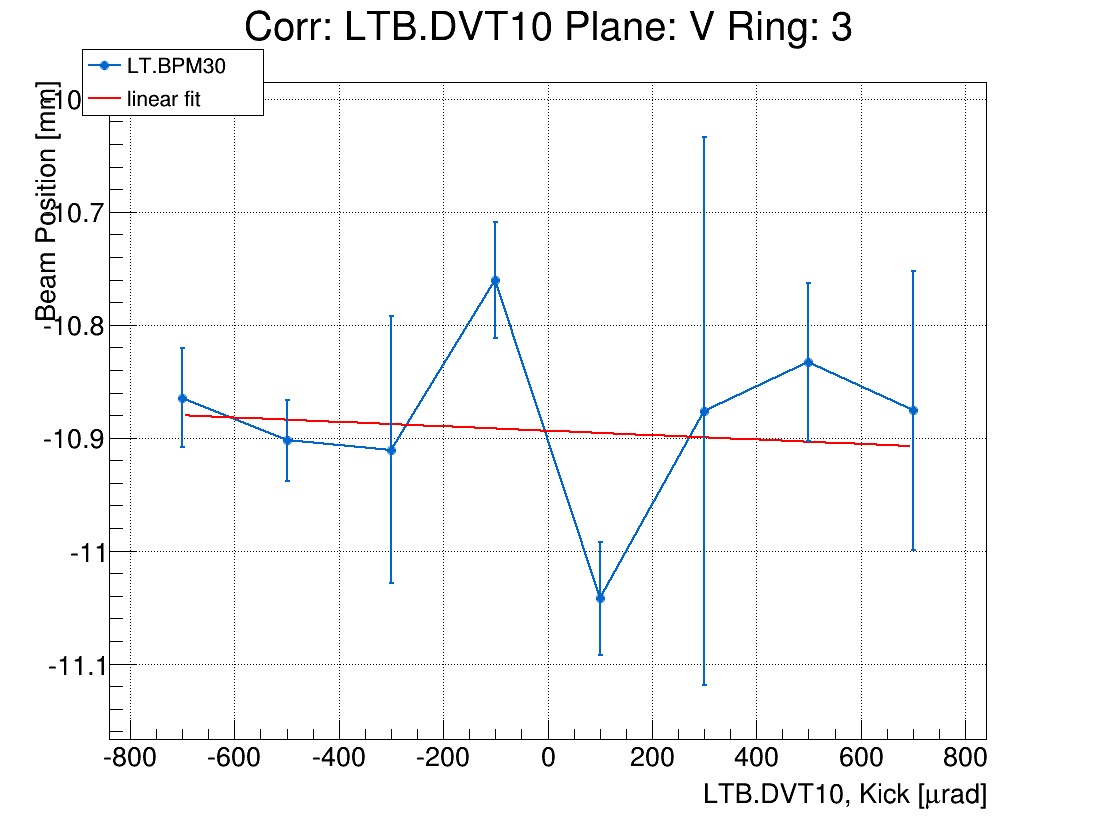 Corr: LTB.DVT10 Plane: V Ring: 3
LT.BPM30
linear fit
Beam Position [mm]
-10.7
-10.8
-10.9
-11
-11.1
-800 -600 -400 -200 0 200 400 600 800
LTB.DVT10, Kick [μrad]